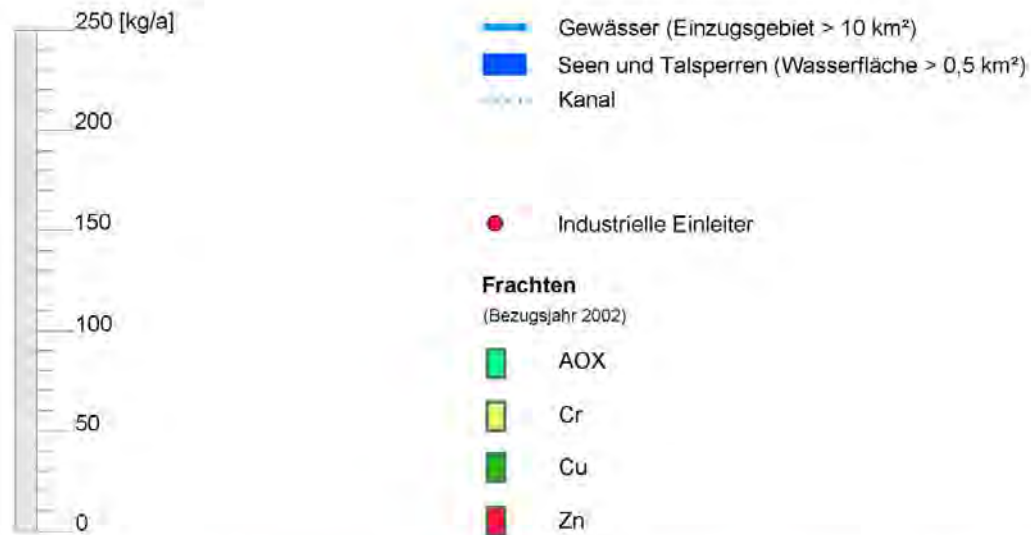 250 [kg/a]
200
150
100
50
0
Gewässer (Einzugsgebiet > 10 km²)
Seen und Talsperren (Wasserfläche > 0,5 km²)
Kanal
Industrielle Einleiter
Frachten
(Bezugsjahr 2002)
AOX
Cr
Cu
Zn